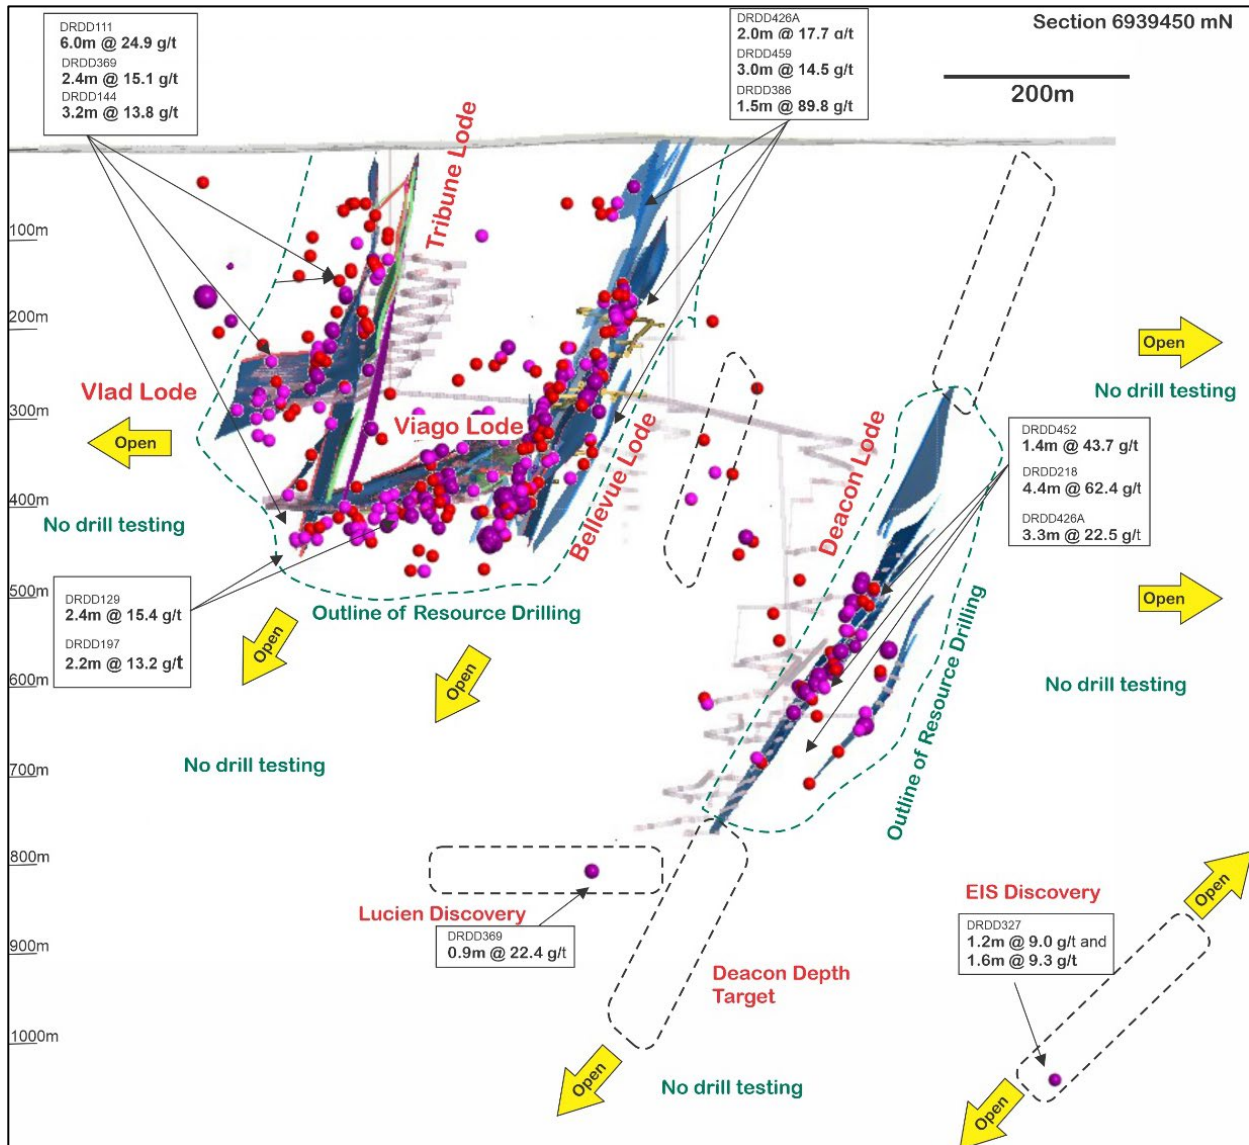 Section 6939450 mN
200m
DRDD111
6.0m @ 24.9 g/t
DRDD369
2.4m @ 15.1 g/t
DRDD144
3.2m @ 13.8 g/t
DRDD426A
2.0m @ 17.7 g/t
DRDD459
3.0m @ 14.5 g/t
DRDD386
1.5m @ 89.8 g/t
Tribune Lode
100m
200m
Open
No drill testing
Vlad Lode
Open
300m
Viago Lode
Bellevue Lode
Deacon Lode
DRDD452
1.4m @ 43.7 g/t
DRDD218
4.4m @ 62.4 g/t
DRDD426A
3.3m @ 22.5 g/t
400m
No drill testing
500m
DRDD129
2.4m @ 15.4 g/t
DRDD197
2.2m @ 13.2 g/t
Outline of Resource Drilling
Open
Open
Open
600m
No drill testing
Outline of Resource Drilling
No drill testing
700m
800m
Lucien Discovery
DRDD369
0.9m @ 22.4 g/t
EIS Discovery
DRDD327
1.2m @ 9.0 g/t and
1.6m @ 9.3 g/t
Open
900m
Deacon Depth
Target
1000m
Open
No drill testing
Open